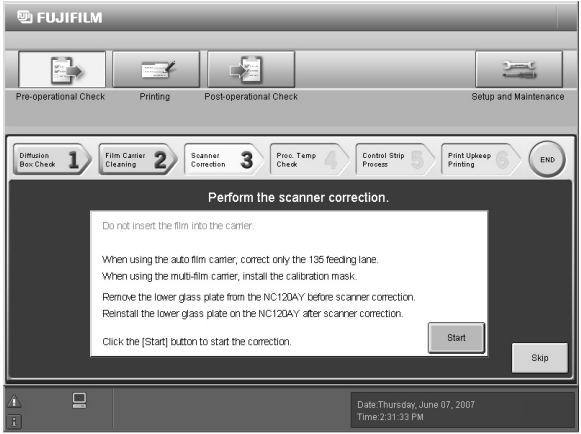 FUJIFILM
Pre-operational Check
Printing
Post-operational Check
Setup and Maintenance
Diffusion
Box Check
1
Film Carrier
Cleaning
2
Scanner
Correction
3
Proc. Temp
Check
4
Control Strip
Process
5
Print Upkeep
Printing
6
END
Perform the scanner correction.
Do not insert the film into the carrier.
When using the auto film carrier, correct only the 135 feeding lane.
When using the multi-film carrier, install the calibration mask.
Remove the lower glass plate from the NC120AY before scanner correction.
Reinstall the lower glass plate on the NC120AY after scanner correction.
Click the [Start] button to start the correction.
Start
Skip
Date:Thursday, June 07, 2007
Time:2:31:33 PM